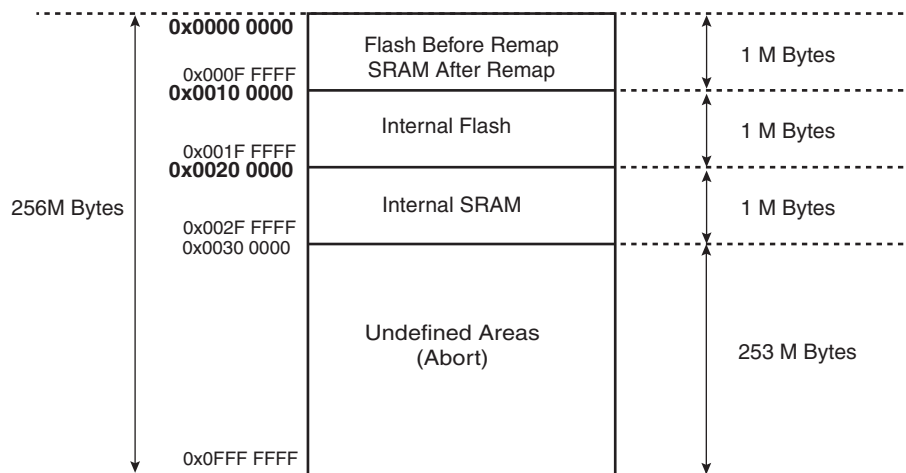 0x0000 0000
Flash Before Remap
SRAM After Remap
1 M Bytes
0x000F FFFF
0x0010 0000
Internal Flash
1 M Bytes
0x001F FFFF
0x0020 0000
256M Bytes
Internal SRAM
1 M Bytes
0x002F FFFF
0x0030 0000
Undefined Areas
(Abort)
253 M Bytes
0x0FFF FFFF